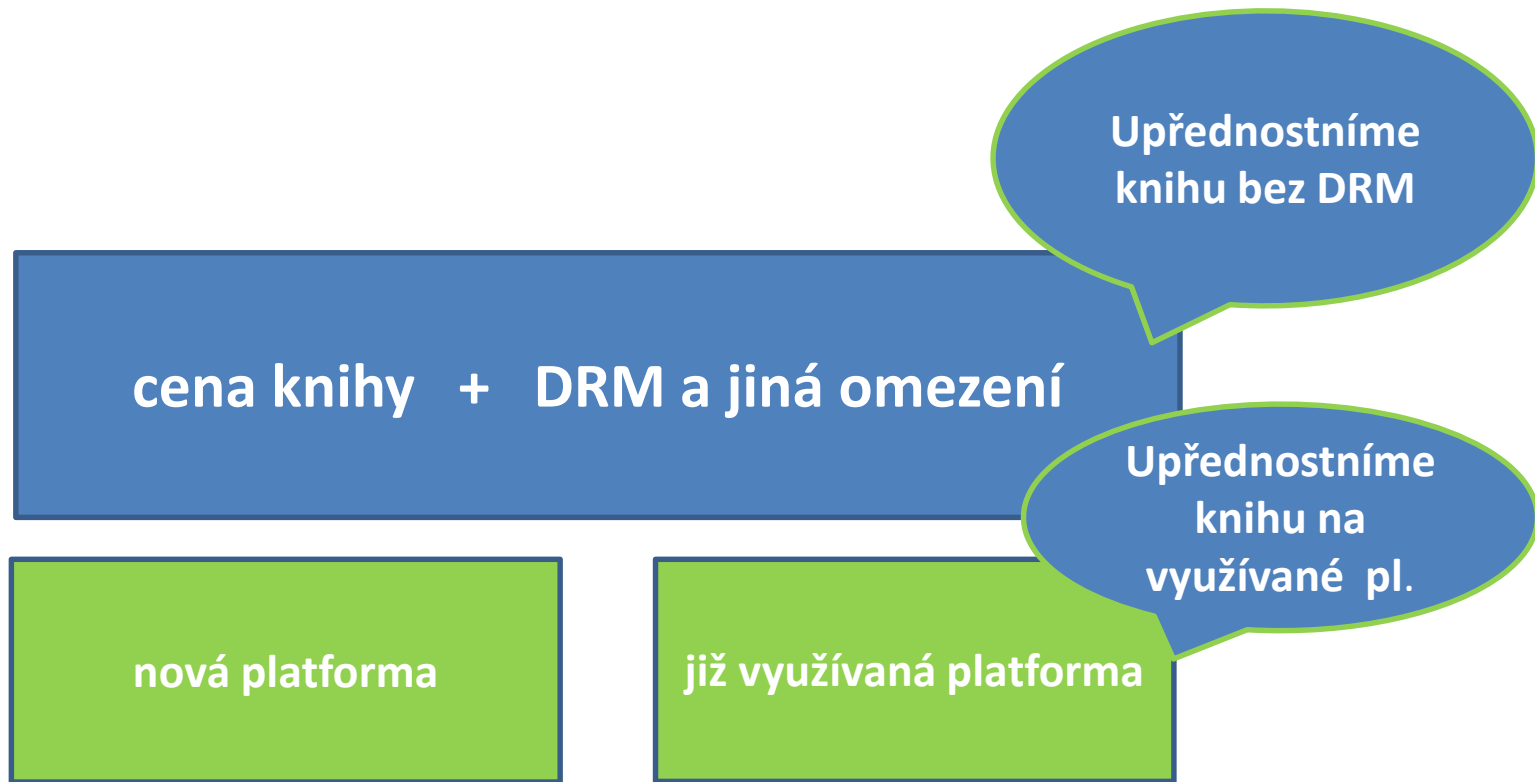 Upřednostníme
knihu bez DRM
cena knihy + DRM a jiná omezení
Upřednostníme
knihu na
využívané pl.
nová platforma
již využívaná platforma